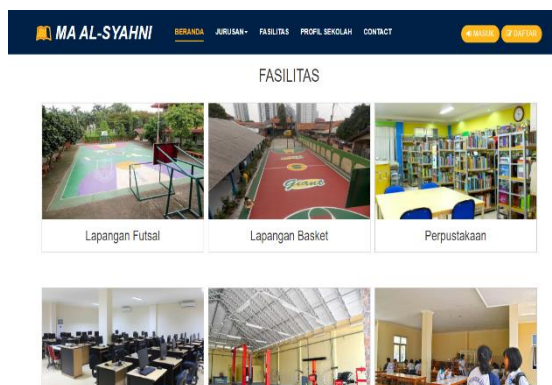 MA AL-SYAHNI
BERANDA JURUSAN FASILITAS PROFIL SEKOLAH CONTACT
MASUK DAFTAR
FASILITAS
Lapangan Futsal Lapangan Basket Perpustakaan